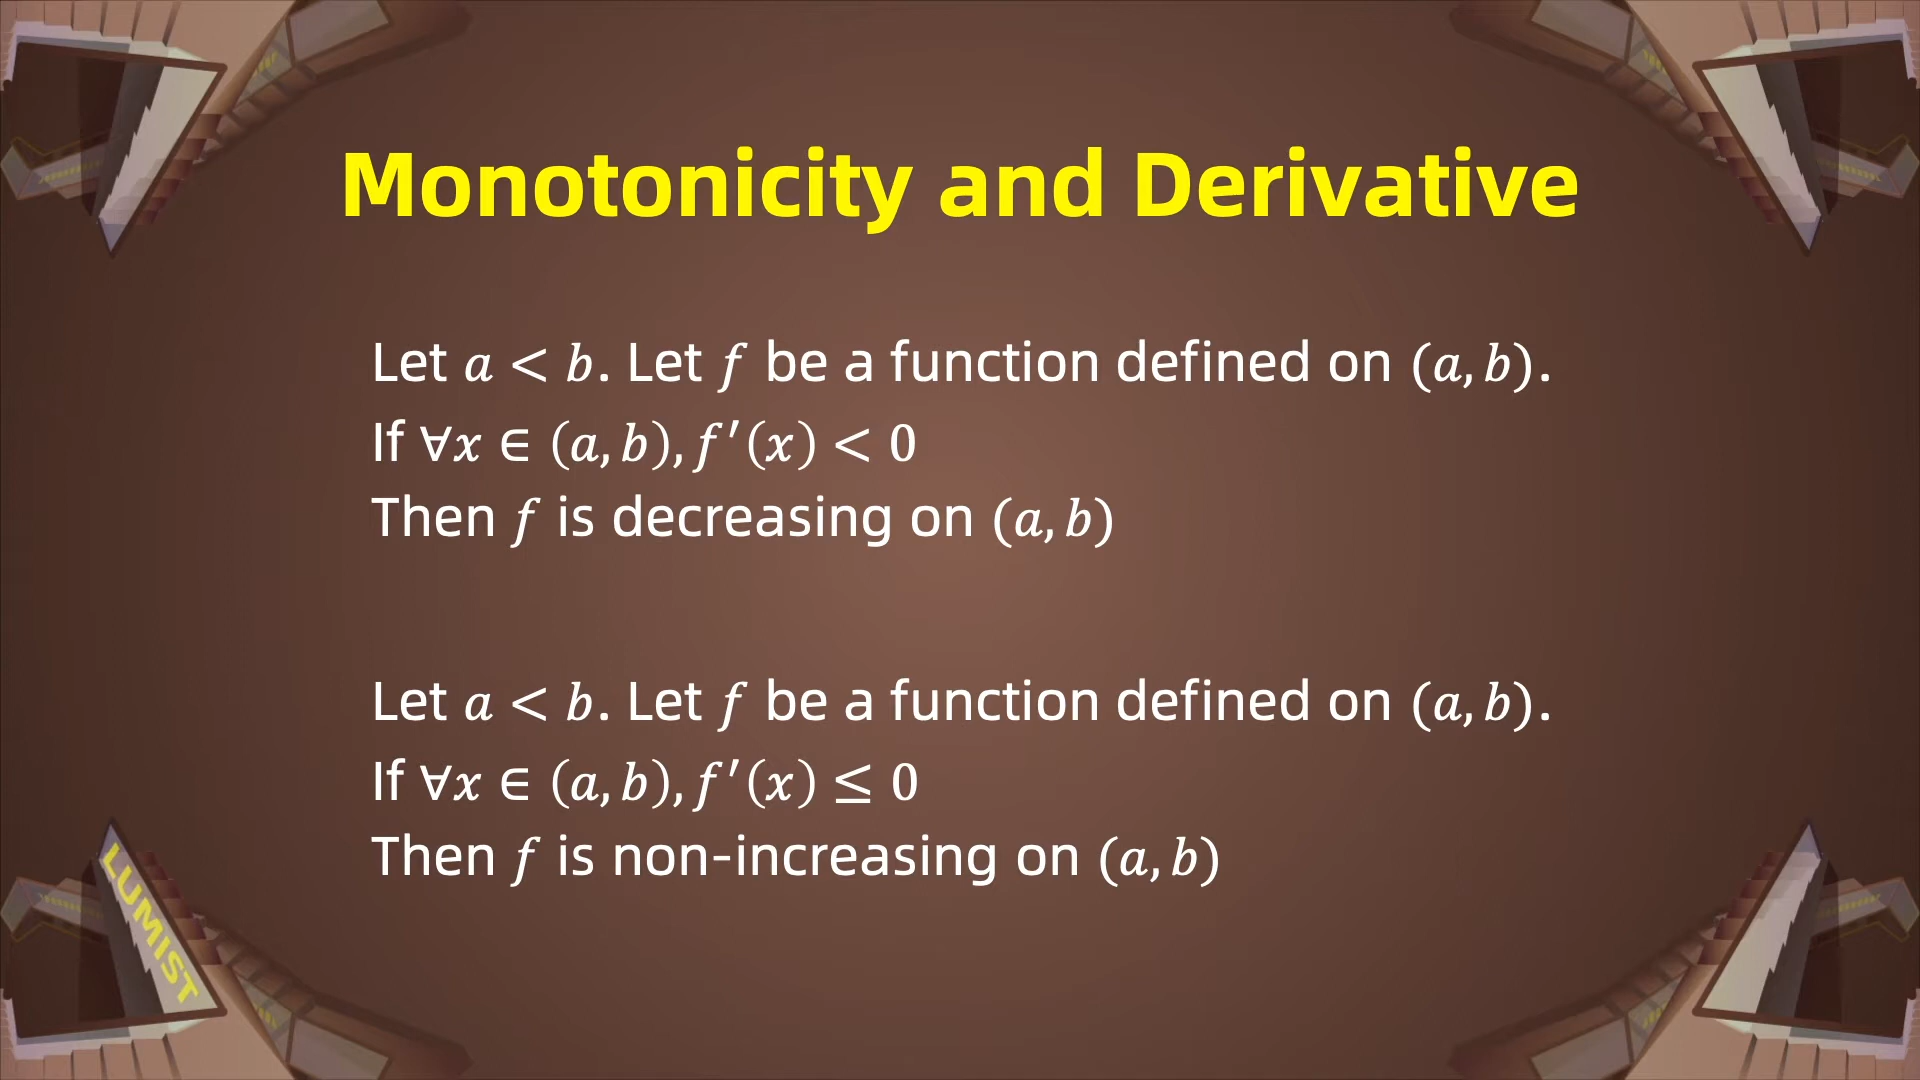 Monotonicity and Derivative
Let a < b. Let f be a function defined on (a, b).
If ∀x ∈ (a, b), f′(x) < 0
Then f is decreasing on (a, b)
Let a < b. Let f be a function defined on (a, b).
If ∀x ∈ (a, b), f′(x) ≤ 0
Then f is non-increasing on (a, b)
LUMIST